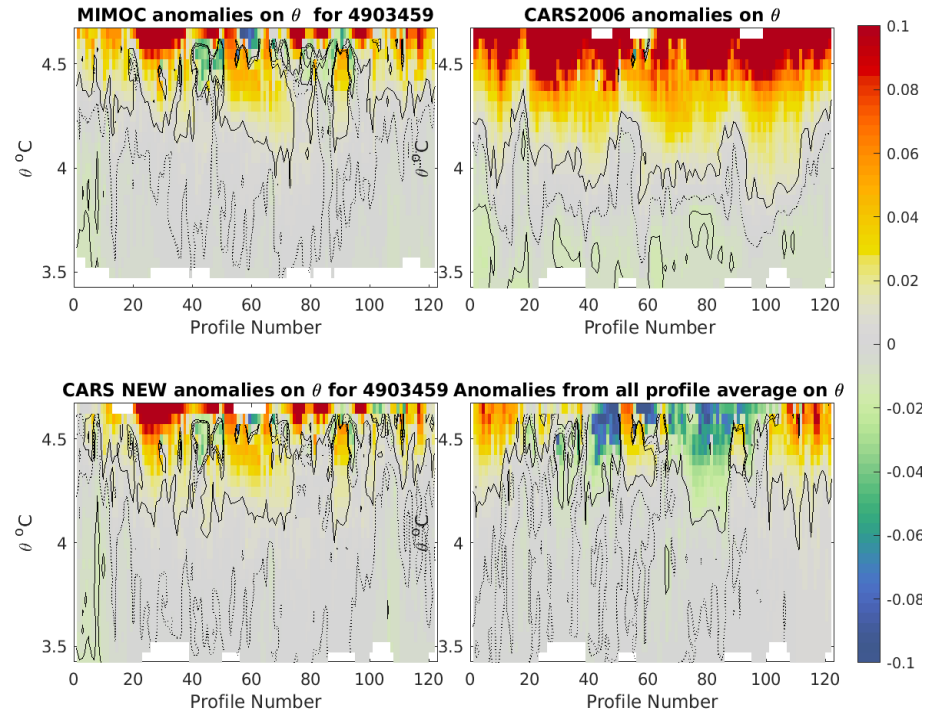 MIMOC anomalies on θ for 4903459
CARS2006 anomalies on θ
4.5
4
3.5
θ °C
0 20 40 60 80 100 120
Profile Number
4.5
4
3.5
θ °C
0 20 40 60 80 100 120
Profile Number
CARS NEW anomalies on θ for 4903459
Anomalies from all profile average on θ
4.5
4
3.5
θ °C
0 20 40 60 80 100 120
Profile Number
4.5
4
3.5
θ °C
0 20 40 60 80 100 120
Profile Number
0.1
0.08
0.06
0.04
0.02
0
-0.02
-0.04
-0.06
-0.08
-0.1